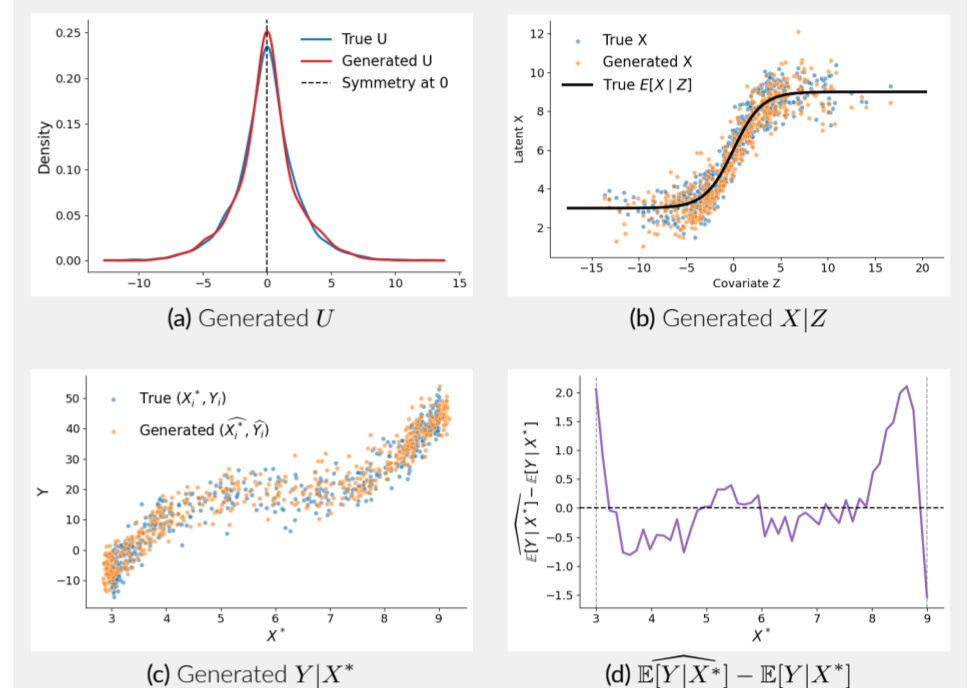 0.25
0.20
0.15
0.10
0.05
0.00
Density
True U
Generated U
Symmetry at 0
−10 −5 0 5 10 15
(a) Generated U
12
10
8
6
4
2
Latent X
True X
Generated X
True E[X | Z]
−15 −10 −5 0 5 10 15 20
Covariate Z
(b) Generated X|Z
50
40
30
20
10
0
−10
Y
True (X_i^*, Y_i)
Generated (\widehat{X_i^*}, \widehat{Y_i})
3 4 5 6 7 8 9
X^*
(c) Generated Y|X^*
2.0
1.5
1.0
0.5
0.0
−0.5
−1.0
−1.5
\widehat{𝔼[Y | X^*]} − 𝔼[Y | X^*]
3 4 5 6 7 8 9
X^*
(d) \widehat{𝔼[Y|X^*]} − 𝔼[Y|X^*]